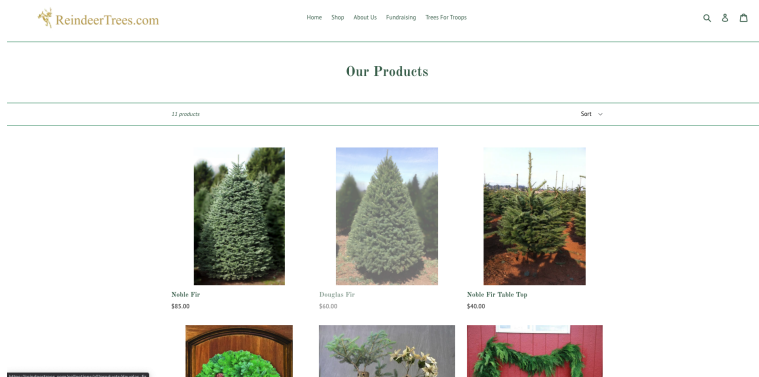 ReindeerTrees.com
Home Shop About Us Fundraising Trees For Troops
Our Products
11 products
Sort
Noble Fir
$85.00
Douglas Fir
$60.00
Noble Fir Table Top
$40.00